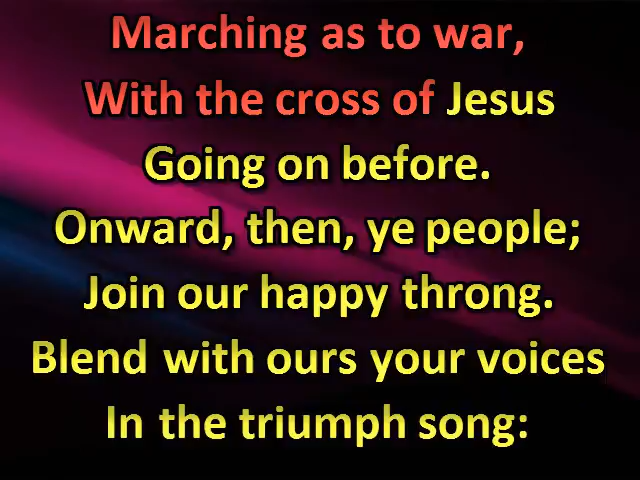 Marching as to war,
With the cross of Jesus
Going on before.
Onward, then, ye people;
Join our happy throng.
Blend with ours your voices
In the triumph song: